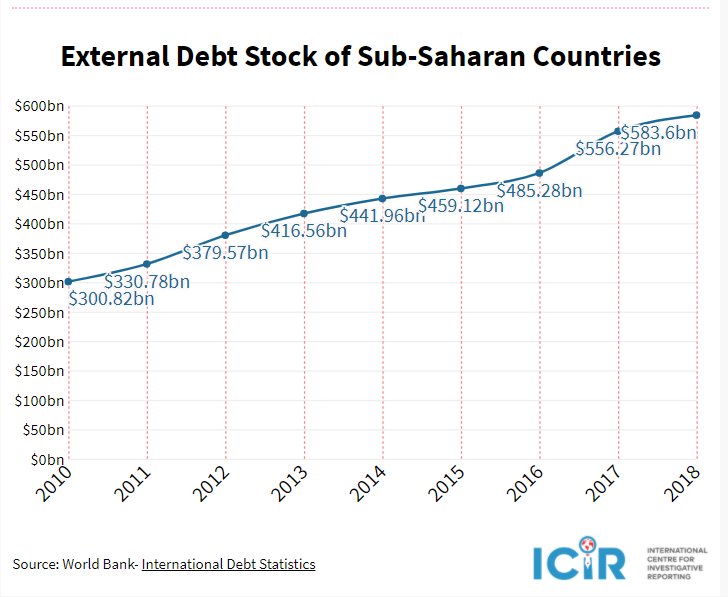 External Debt Stock of Sub-Saharan Countries
$600bn
$550bn
$500bn
$450bn
$400bn
$350bn
$300bn
$250bn
$200bn
$150bn
$100bn
$50bn
$0bn
$300.82bn
$330.78bn
$379.57bn
$416.56bn
$441.96bn
$459.12bn
$485.28bn
$556.27bn
$583.6bn
2010
2011
2012
2013
2014
2015
2016
2017
2018
Source: World Bank- International Debt Statistics
ICIR
INTERNATIONAL
CENTRE FOR
INVESTIGATIVE
REPORTING